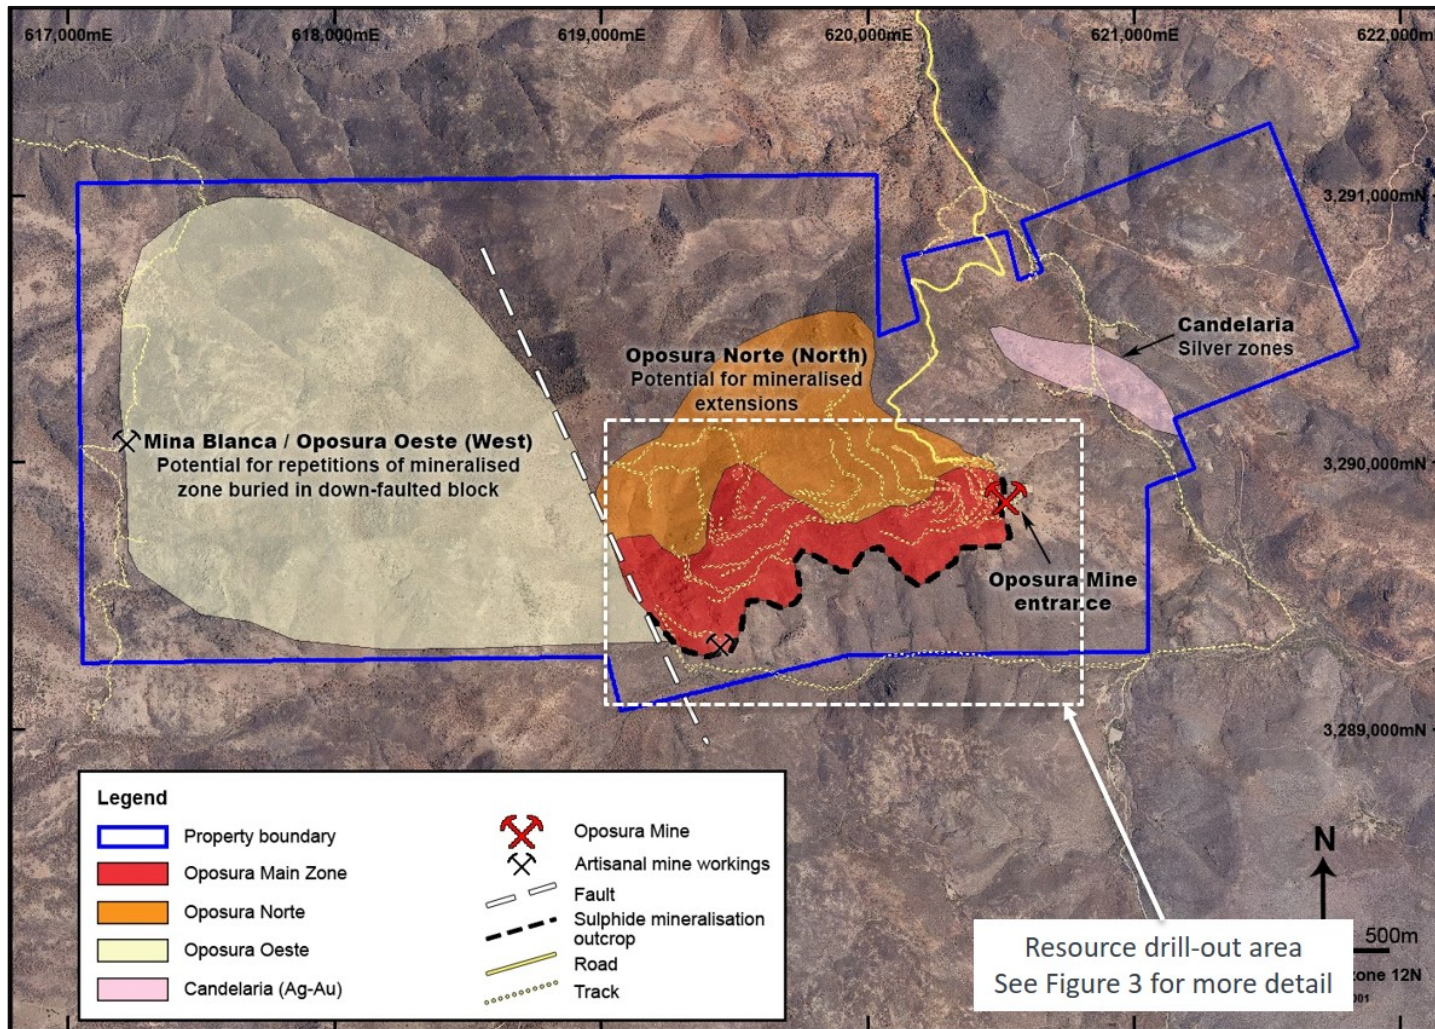 617,000mE
618,000mE
619,000mE
620,000mE
621,000mE
3,291,000mN
Candelaria
Silver zones
Oposura Norte (North)
Potential for mineralised
extensions
Mina Blanca / Oposura Oeste (West)
Potential for repetitions of mineralised
zone buried in down-faulted block
3,290,000mN
Oposura Mine
entrance
3,289,000mN
Legend
Property boundary
Oposura Main Zone
Oposura Norte
Oposura Oeste
Candelaria (Ag-Au)
Oposura Mine
Artisanal mine workings
Fault
Sulphide mineralisation
outcrop
Road
Track
N
500m
Resource drill-out area
See Figure 3 for more detail
zone 12N